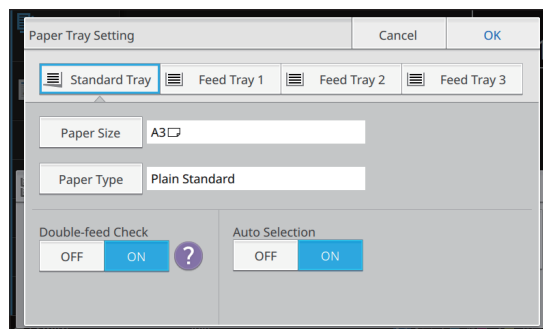 Paper Tray Setting Cancel OK
Standard Tray Feed Tray 1 Feed Tray 2 Feed Tray 3
Paper Size A3
Paper Type Plain Standard
Double-feed Check Auto Selection
OFF ON ? OFF ON